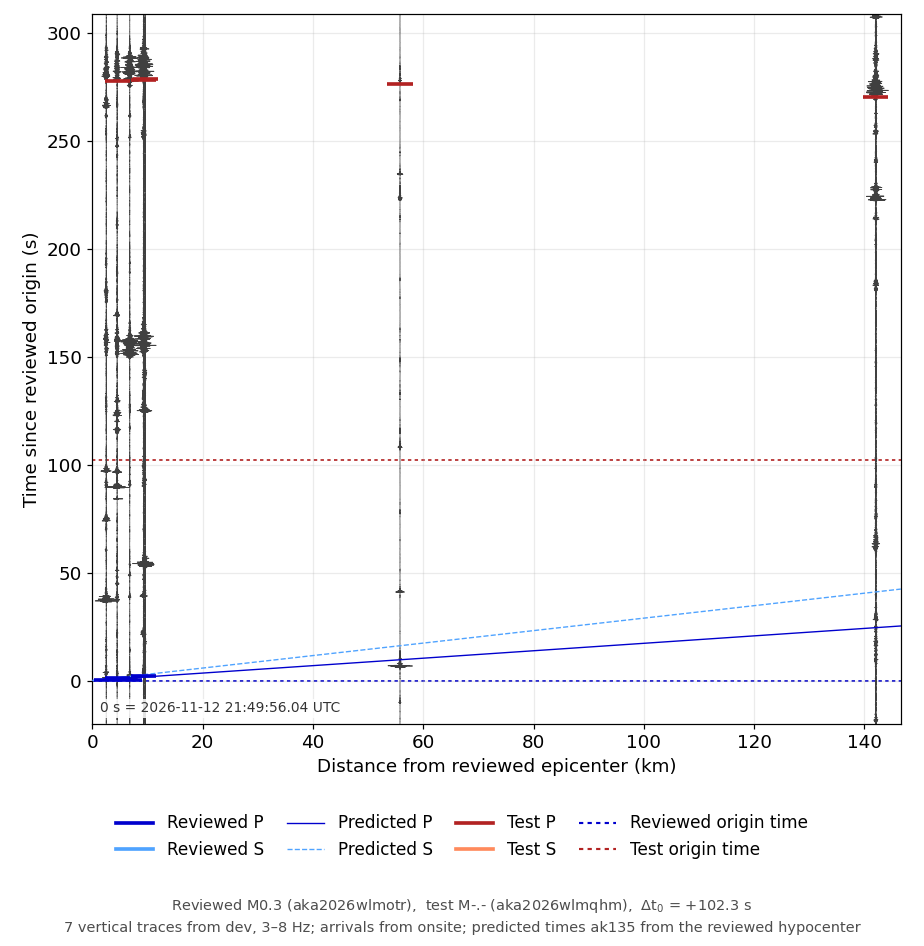 300
250
200
150
100
50
0
Time since reviewed origin (s)
0 s = 2026-11-12 21:49:56.04 UTC
0 20 40 60 80 100 120 140
Distance from reviewed epicenter (km)
Reviewed P Predicted P Test P Reviewed origin time
Reviewed S Predicted S Test S Test origin time
Reviewed M0.3 (aka2026wlmotr), test M-.- (aka2026wlmqhm), Δt₀ = +102.3 s
7 vertical traces from dev, 3–8 Hz; arrivals from onsite; predicted times ak135 from the reviewed hypocenter